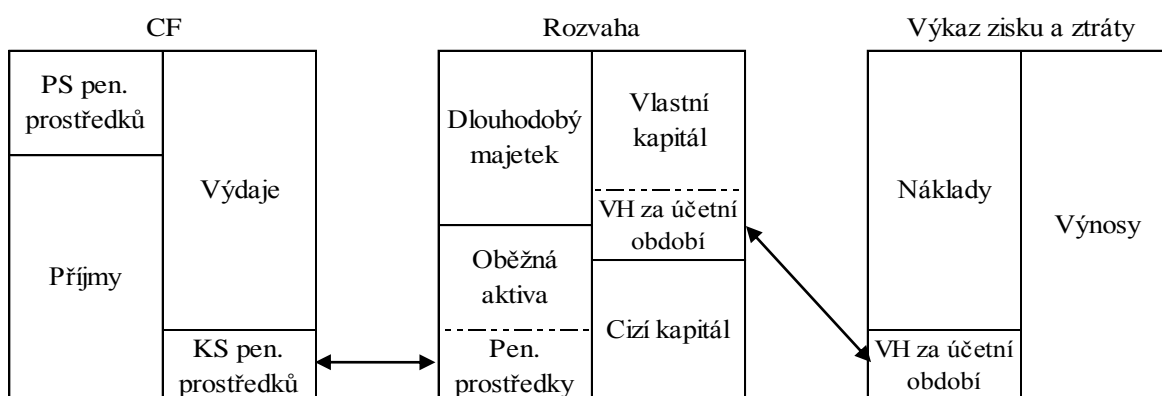 CF
PS pen.
prostředků
Příjmy
Výdaje
KS pen.
prostředků
Rozvaha
Dlouhodobý
majetek
Oběžná
aktiva
Pen.
prostředky
Vlastní
kapitál
VH za účetní
období
Cizí kapitál
Výkaz zisku a ztráty
Náklady
VH za účetní
období
Výnosy